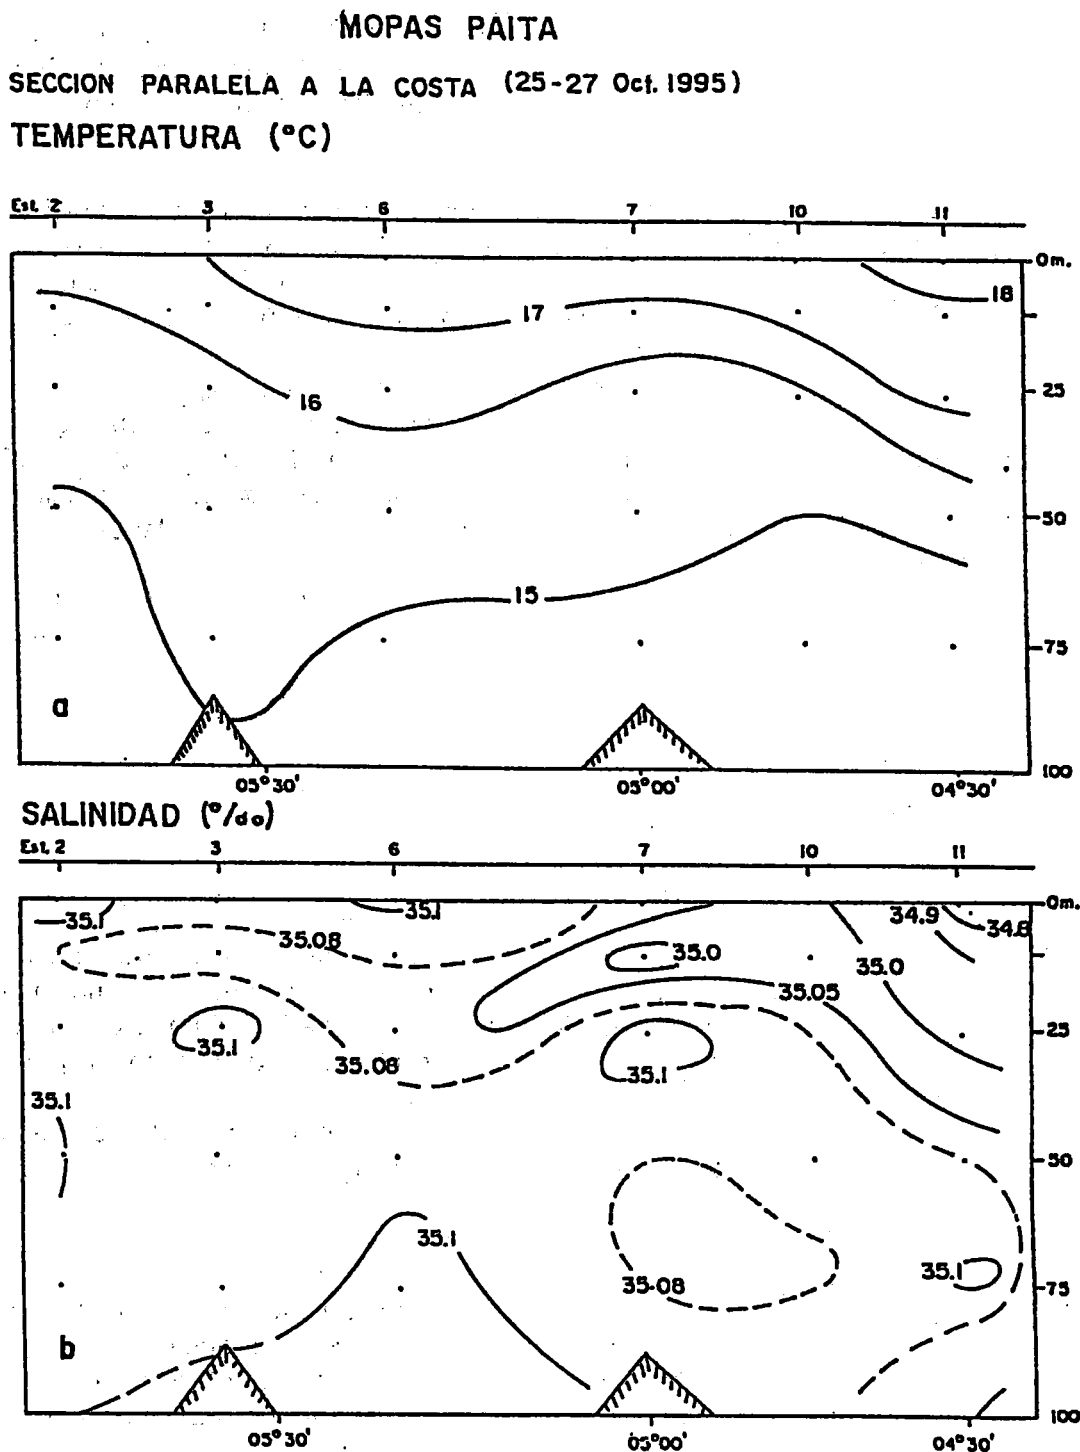 MOPAS PAITA
SECCION PARALELA A LA COSTA (25-27 Oct. 1995)
TEMPERATURA (°C)
Est. 2 3 6 7 10 11
0m.
18
17
25
16
50
15
75
a
100
05°30' 05°00' 04°30'
SALINIDAD (°/oo)
Est. 2 3 6 7 10 11
0m.
35.1 35.1 34.9
34.8
35.08 35.0 35.0
35.05
25
35.1 35.08 35.1
35.1
50
35.1
35.08 35.1
75
b
100
05°30' 05°00' 04°30'